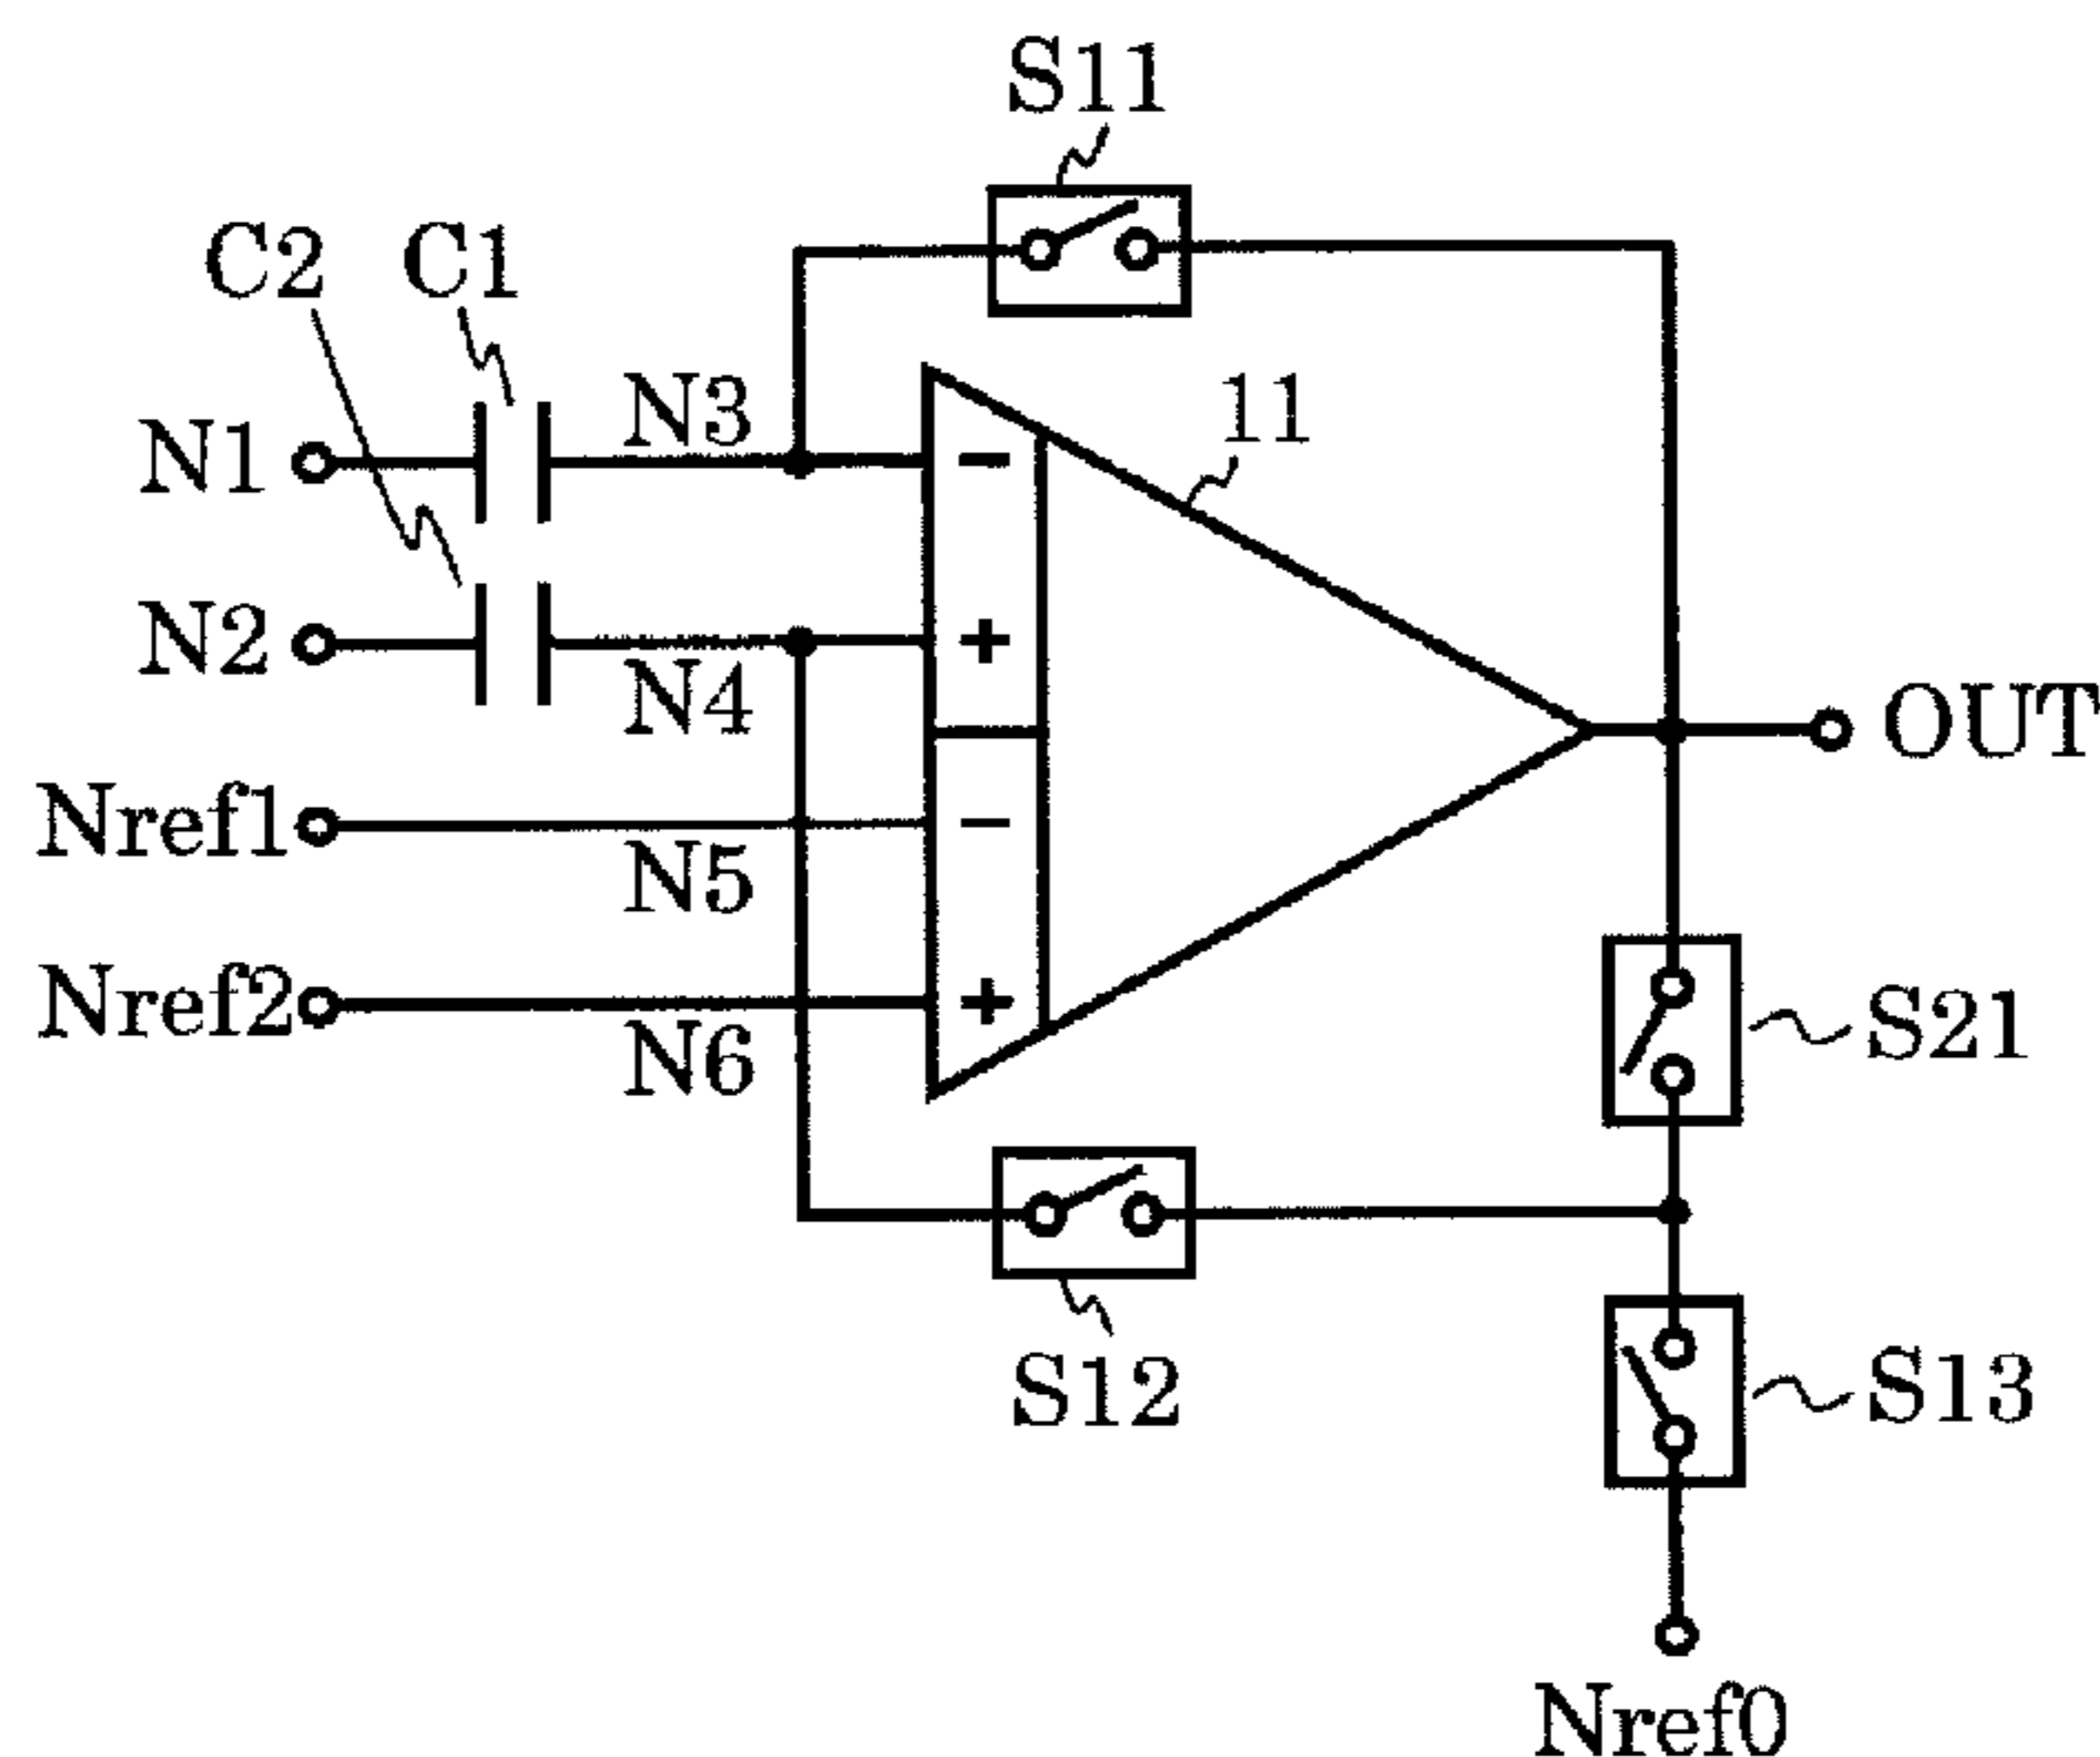 S11
C2
C1
N3
11
N1
−
N2
+
N4
OUT
Nref1
−
N5
Nref2
+
N6
S21
S12
S13
Nref0